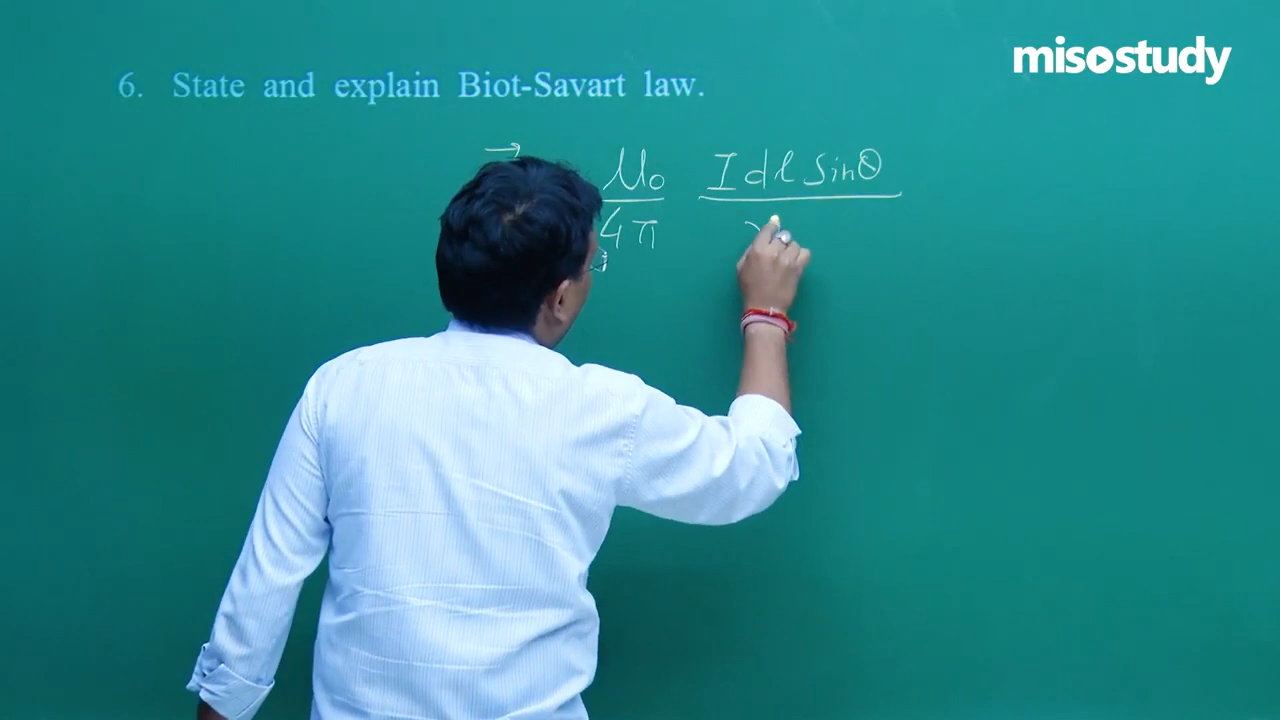 misostudy
6. State and explain Biot-Savart law.
μ₀ I dl sinθ
4π